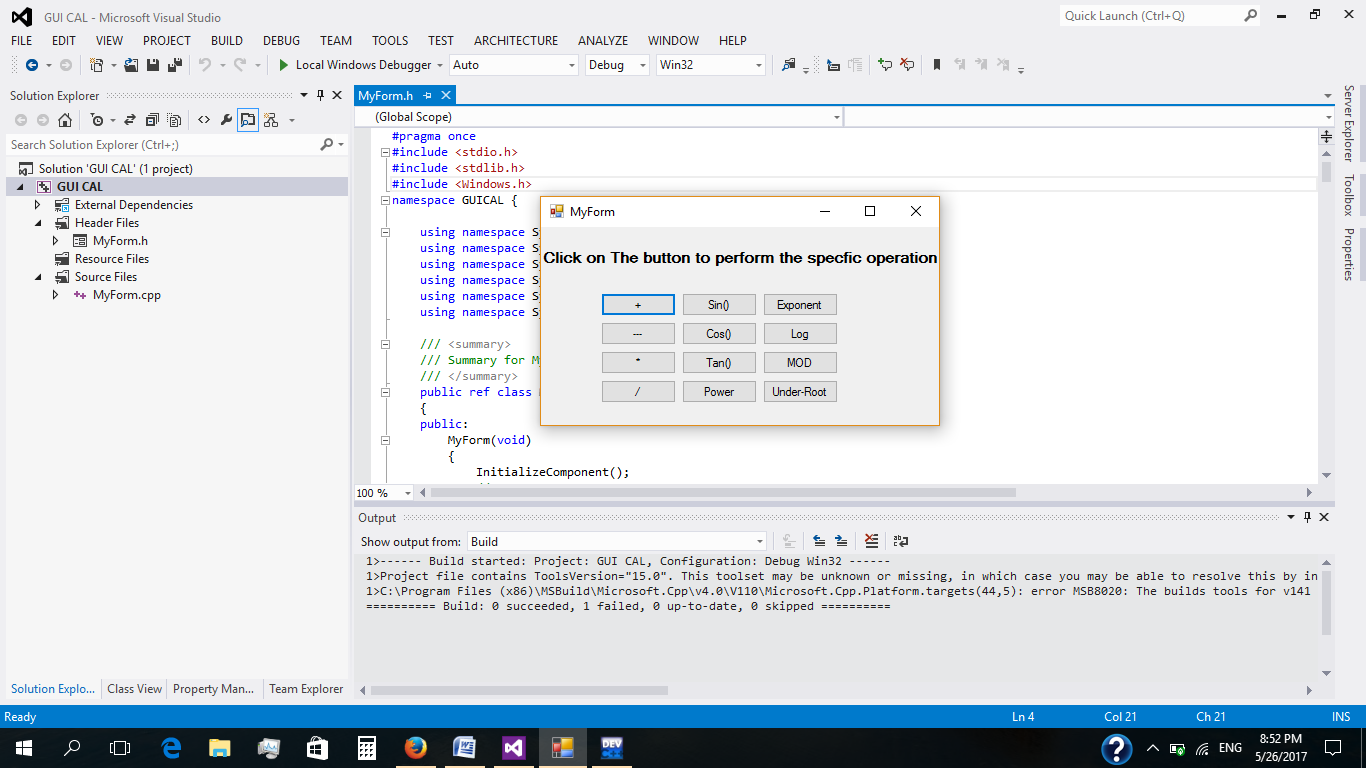 GUI CAL - Microsoft Visual Studio
Quick Launch (Ctrl+Q)
FILE EDIT VIEW PROJECT BUILD DEBUG TEAM TOOLS TEST ARCHITECTURE ANALYZE WINDOW HELP
Local Windows Debugger Auto Debug Win32
Solution Explorer
Search Solution Explorer (Ctrl+;)
Solution 'GUI CAL' (1 project)
GUI CAL
External Dependencies
Header Files
MyForm.h
Resource Files
Source Files
MyForm.cpp
Solution Explo... Class View Property Man... Team Explorer
MyForm.h
(Global Scope)
#pragma once
#include <stdio.h>
#include <stdlib.h>
#include <Windows.h>
namespace GUICAL {
using namespace
using namespace
using namespace
using namespace
using namespace
using namespace
/// <summary>
/// Summary for
/// </summary>
public ref class
{
public:
MyForm(void)
{
InitializeComponent();
100 %
MyForm
Click on The button to perform the specfic operation
+ Sin() Exponent
--- Cos() Log
* Tan() MOD
/ Power Under-Root
Output
Show output from: Build
1>------ Build started: Project: GUI CAL, Configuration: Debug Win32 ------
1>Project file contains ToolsVersion="15.0". This toolset may be unknown or missing, in which case you may be able to resolve this by in
1>C:\Program Files (x86)\MSBuild\Microsoft.Cpp\v4.0\V110\Microsoft.Cpp.Platform.targets(44,5): error MSB8020: The builds tools for v141
========== Build: 0 succeeded, 1 failed, 0 up-to-date, 0 skipped ==========
Server Explorer
Toolbox
Properties
Ready Ln 4 Col 21 Ch 21 INS
DEV
ENG
8:52 PM
5/26/2017